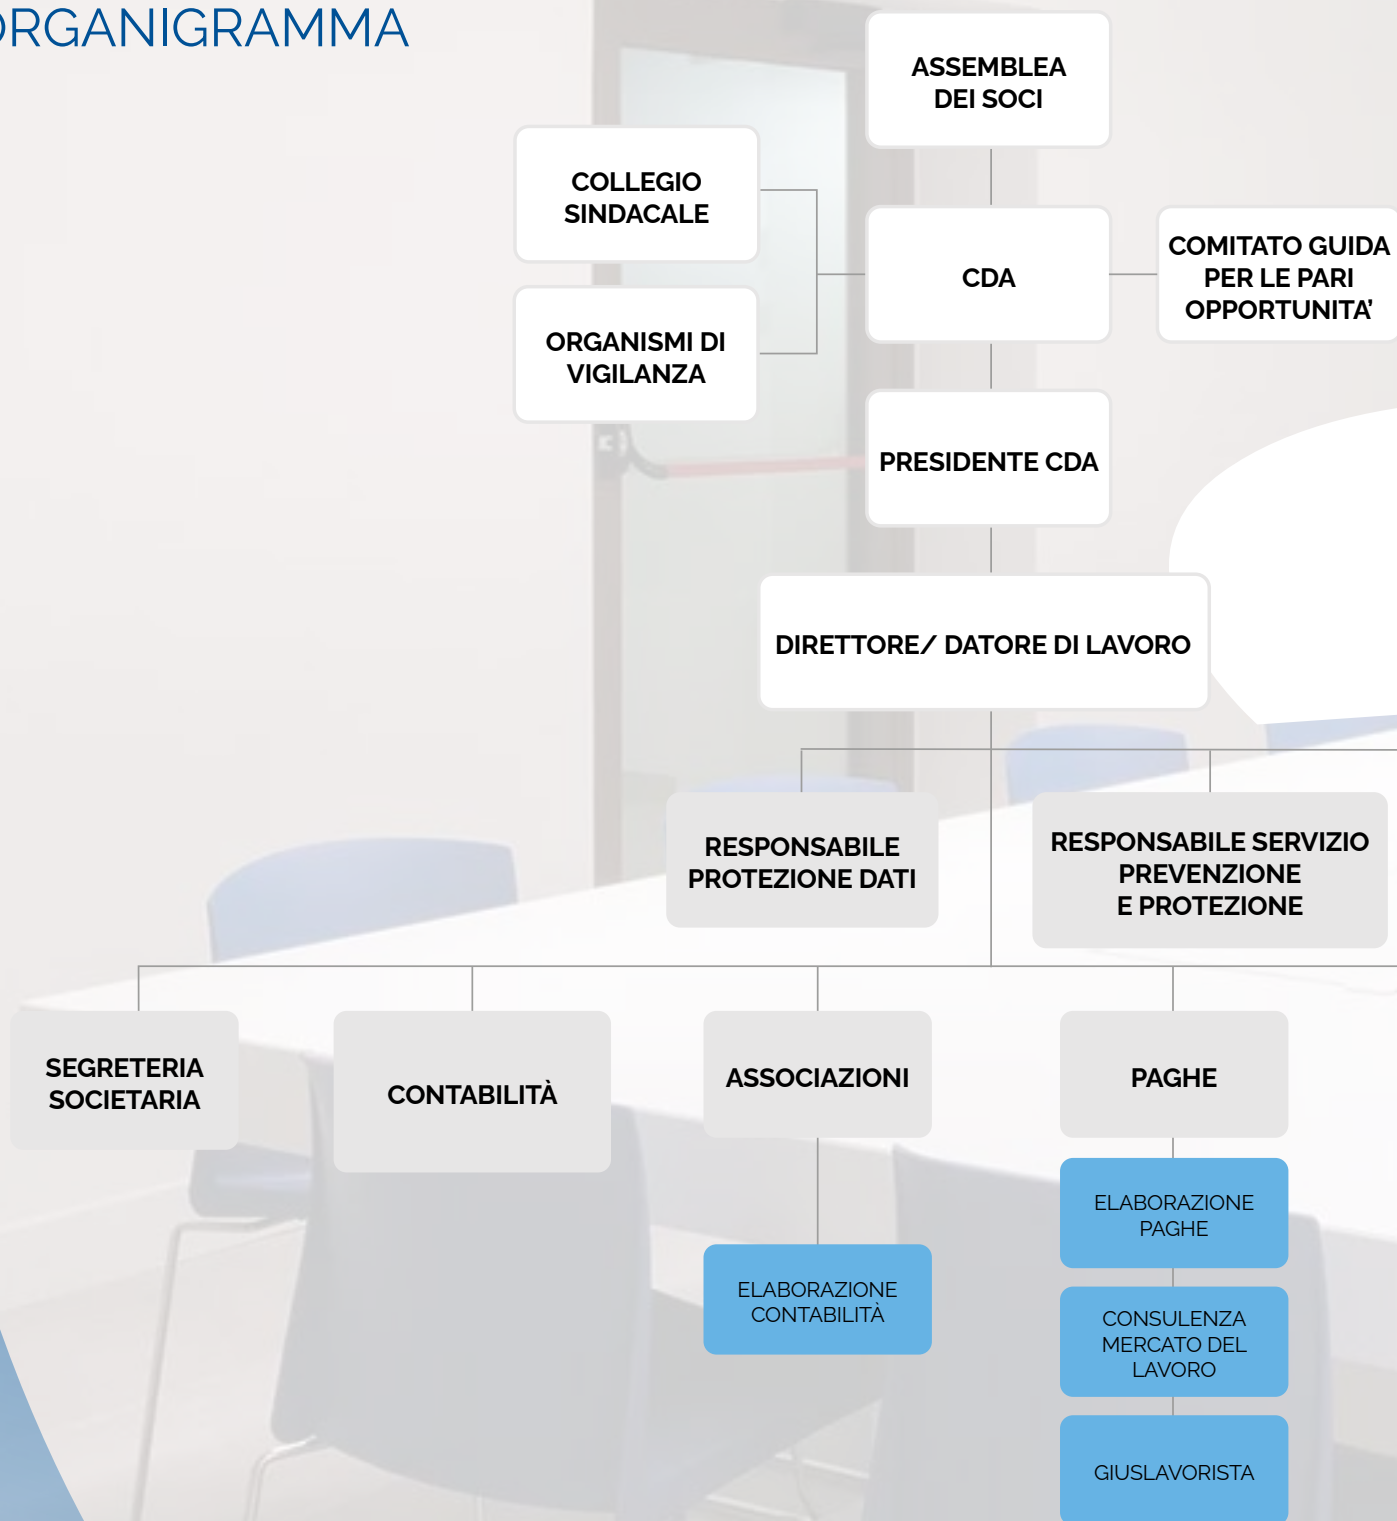 ORGANIGRAMMA
ASSEMBLEA
DEI SOCI
COLLEGIO
SINDACALE
CDA
COMITATO GUIDA
PER LE PARI
OPPORTUNITA’
ORGANISMI DI
VIGILANZA
PRESIDENTE CDA
DIRETTORE/ DATORE DI LAVORO
RESPONSABILE
PROTEZIONE DATI
RESPONSABILE SERVIZIO
PREVENZIONE
E PROTEZIONE
SEGRETERIA
SOCIETARIA
CONTABILITÀ
ASSOCIAZIONI
PAGHE
ELABORAZIONE
PAGHE
ELABORAZIONE
CONTABILITÀ
CONSULENZA
MERCATO DEL
LAVORO
GIUSLAVORISTA